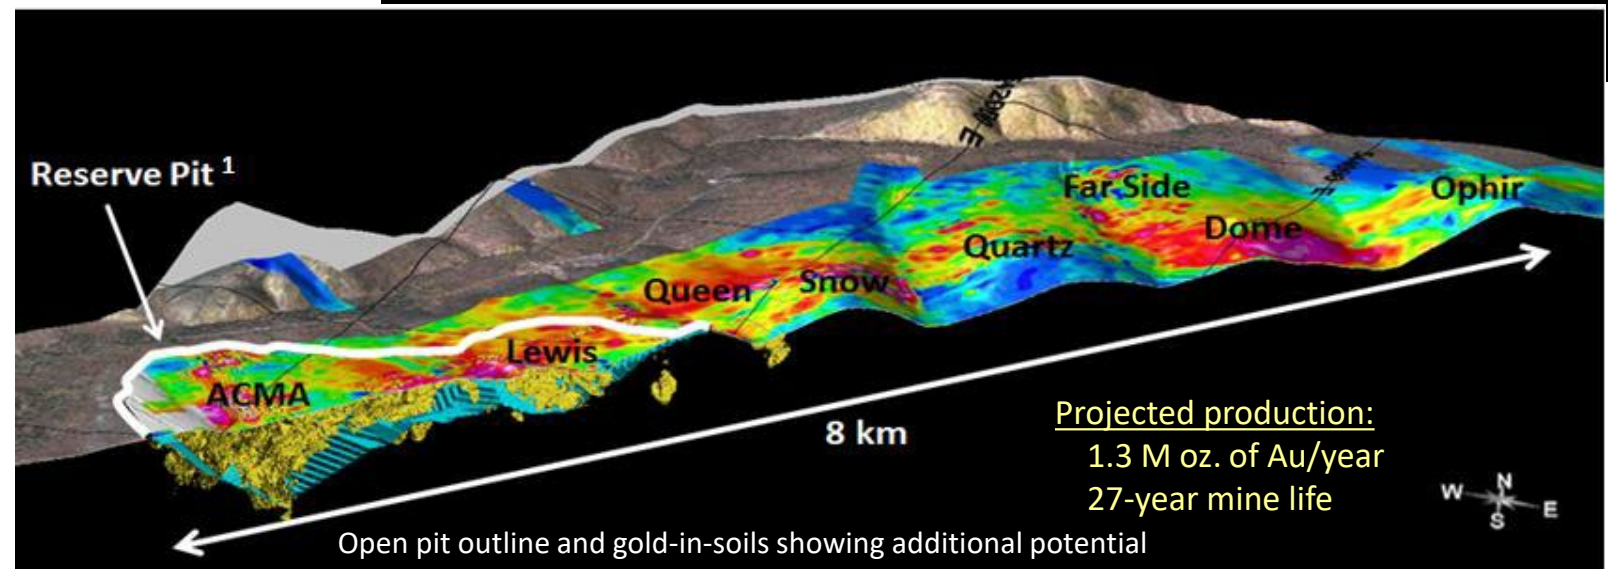 Reserve Pit 1
E
Far Side
Ophir
Dome
Quartz
Queen
Snow
Lewis
ACMA
8 km
Projected production:
1.3 M oz. of Au/year
27-year mine life
N
W
E
S
Open pit outline and gold-in-soils showing additional potential